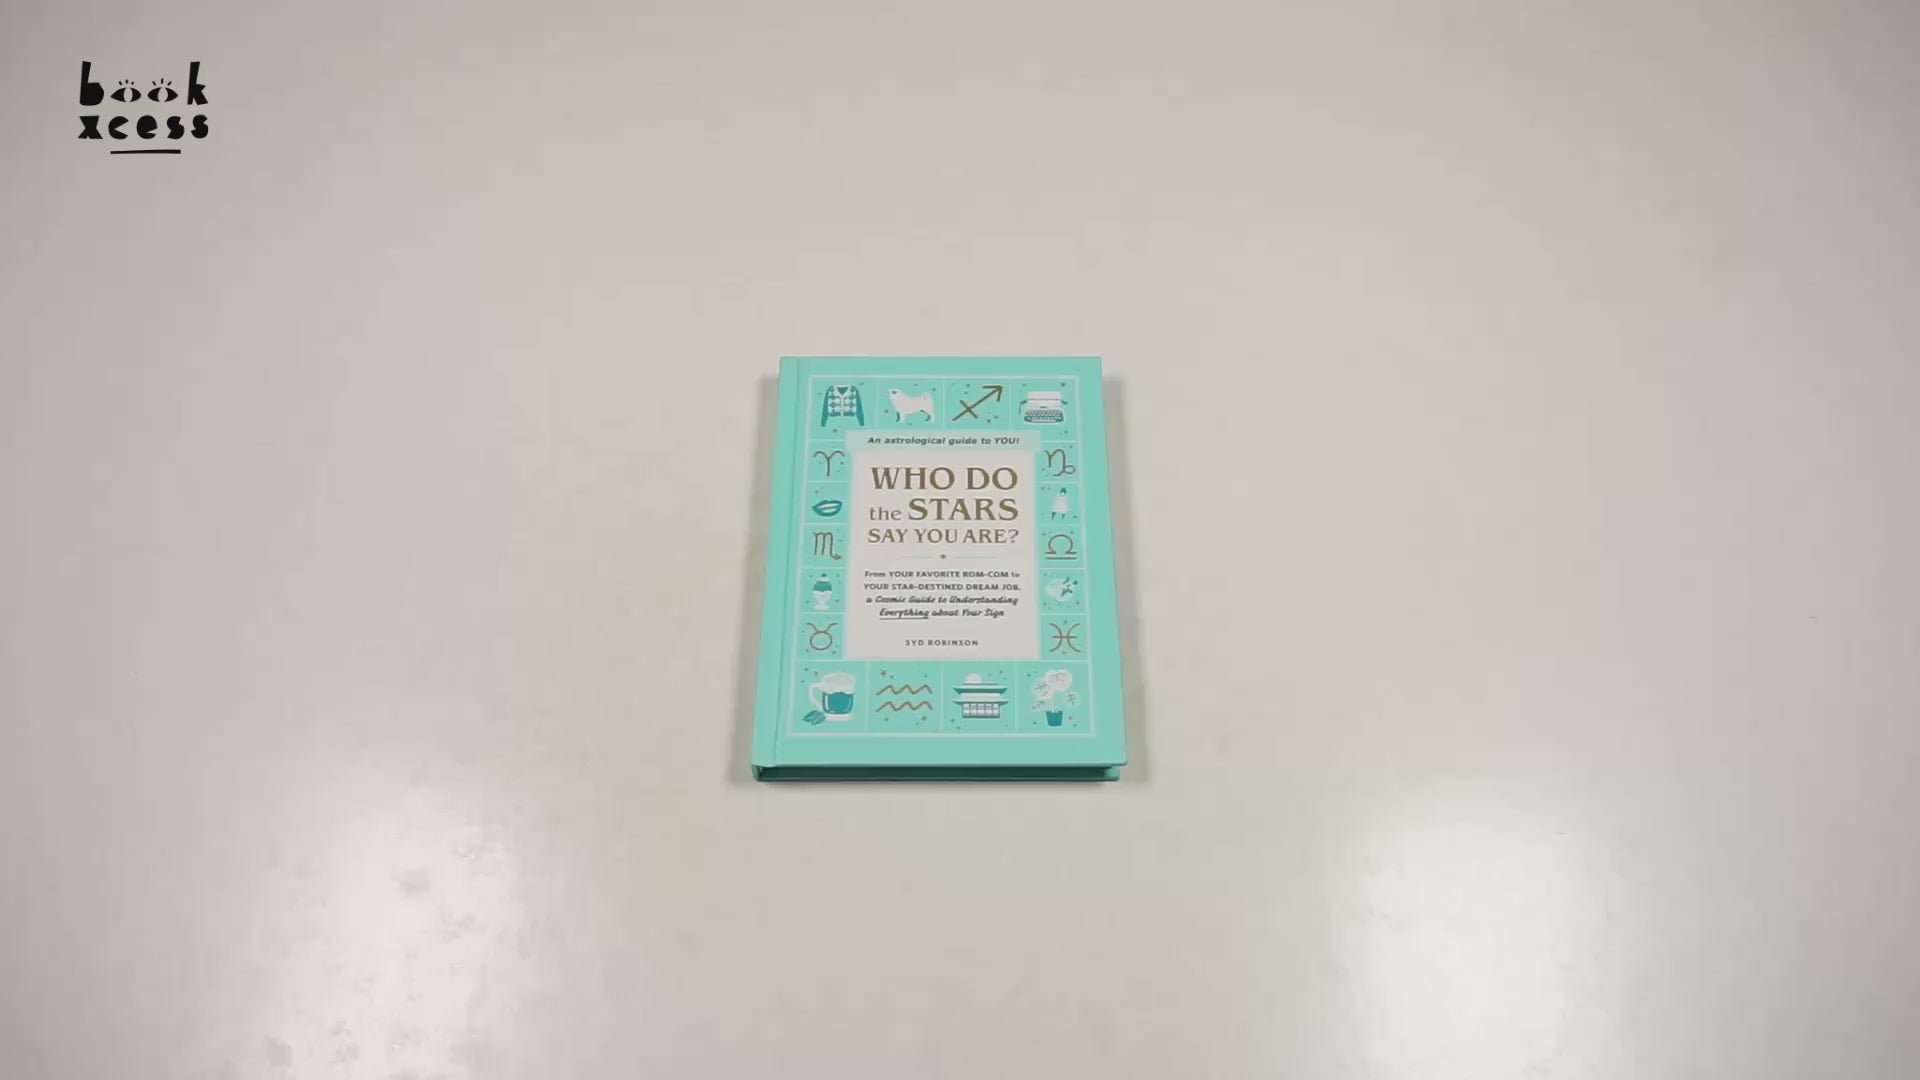 book
xcess
An astrological guide to YOU!
WHO DO
the STARS
SAY YOU ARE?
From YOUR FAVORITE ROM-COM to
YOUR STAR-DESTINED DREAM JOB,
a Cosmic Guide to Understanding
Everything about Your Sign
SYD ROBINSON